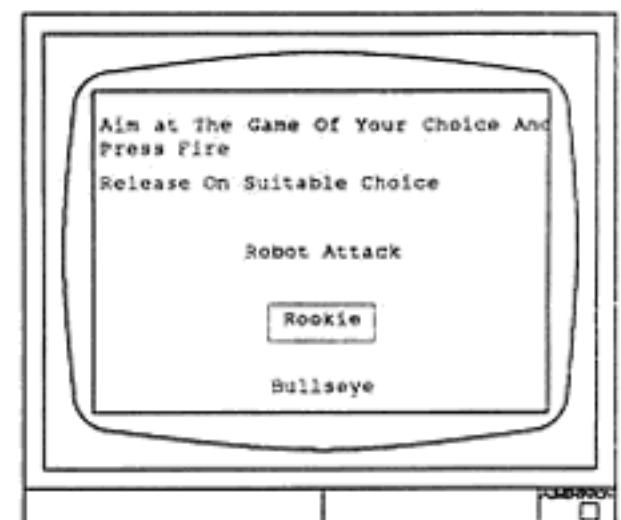 Aim at The Game Of Your Choice And
Press Fire
Release On Suitable Choice
Robot Attack
Rookie
Bullseye